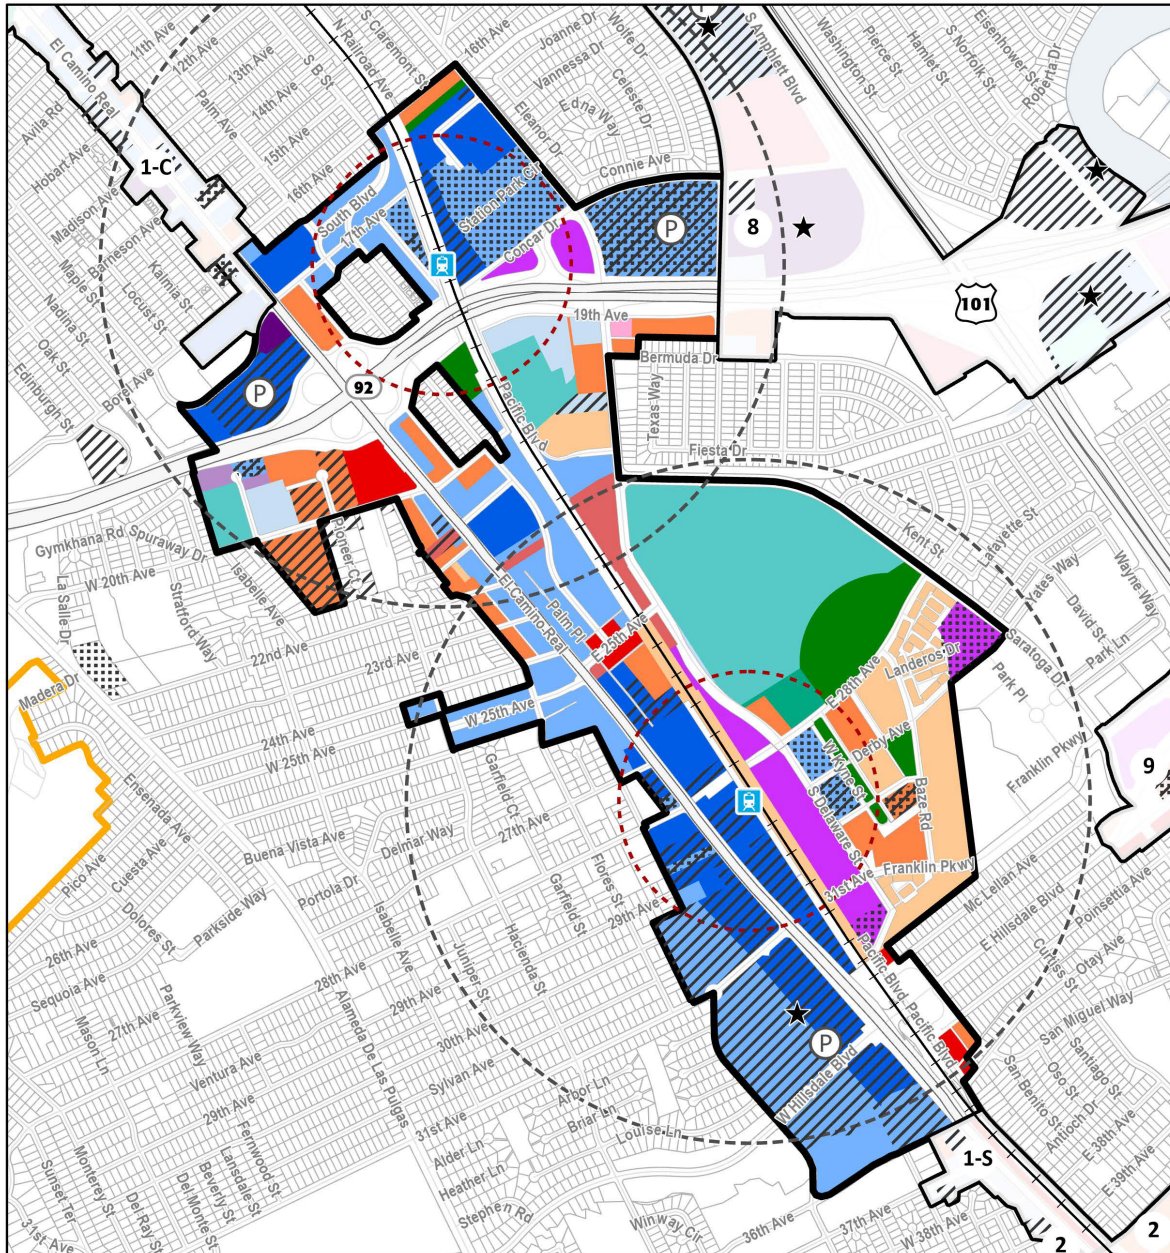 11th Ave
El Camino Real
12th Ave
13th Ave
Palm Ave
14th Ave
S B St
15th Ave
16th Ave
N Railroad Ave
S Claremont St
16th Ave
Joanne Dr
Wolfe Dr
Vannessa Dr
Celeste Dr
Edna Way
Eleanor Dr
Connie Ave
P
S Amphlett Blvd
Washington St
Pierce St
Hamlet St
S Norfolk St
Eisenhower St
Roberta Dr
Avila Rd
Hobart Ave
Madison Ave
Barneson Ave
Maple St
Nadina St
Locust St
Kalmia St
Oak St
Edinburgh St
Borel Ave
1-C
South Blvd
17th Ave
Station Park Cir
Concar Dr
P
8
101
19th Ave
Bermuda Dr
Texas Way
Fiesta Dr
92
P
Pacific Blvd
Gymkhana Rd
Spuraway Dr
W 20th Ave
La Salle Dr
Stratford Way
Isabelle Ave
Pioneer Ct
22nd Ave
23rd Ave
Madera Dr
24th Ave
W 25th Ave
W 25th Ave
El Camino Real
Palm Pl
E 25th Ave
Kent St
Lafayette St
Yates Way
Wayne Way
David St
Park Ln
Saratoga Dr
Park Pl
Landeros Dr
E 28th Ave
Derby Ave
W Kyne St
S Delaware St
Baze Rd
Franklin Pkwy
Franklin Pkwy
31st Ave
9
Ensenada Ave
Garfield Ct
27th Ave
Buena Vista Ave
Delmar Way
Pico Ave
Cuesta Ave
Dolores St
Parkside Way
Portola Dr
Isabelle Ave
Flores St
Garfield St
29th Ave
Hacienda St
Juniper St
26th Ave
Sequoia Ave
27th Ave
Mason Ln
Parkview Way
28th Ave
29th Ave
Alameda De Las Pulgas
30th Ave
Ventura Ave
Sylvan Ave
29th Ave
31st Ave
Arbor Ln
Briar Ln
Louise Ln
Alder Ln
Heather Ln
Stephen Rd
Winway Cir
Mc Lellan Ave
E Hillsdale Blvd
Poinsettia Ave
Curtiss St
Otay Ave
San Miguel Way
Pacific Blvd
Pacific Blvd
P
W Hillsdale Blvd
Santiago St
Oso St
San Benito St
Antioch Dr
E 38th Ave
E 39th Ave
1-S
36th Ave
37th Ave
W 38th Ave
2
2
Sunset Ter
Monterey St
Del Ray St
Del Monte St
Beverly St
Lansdale St
Fernwood St
31st Ave